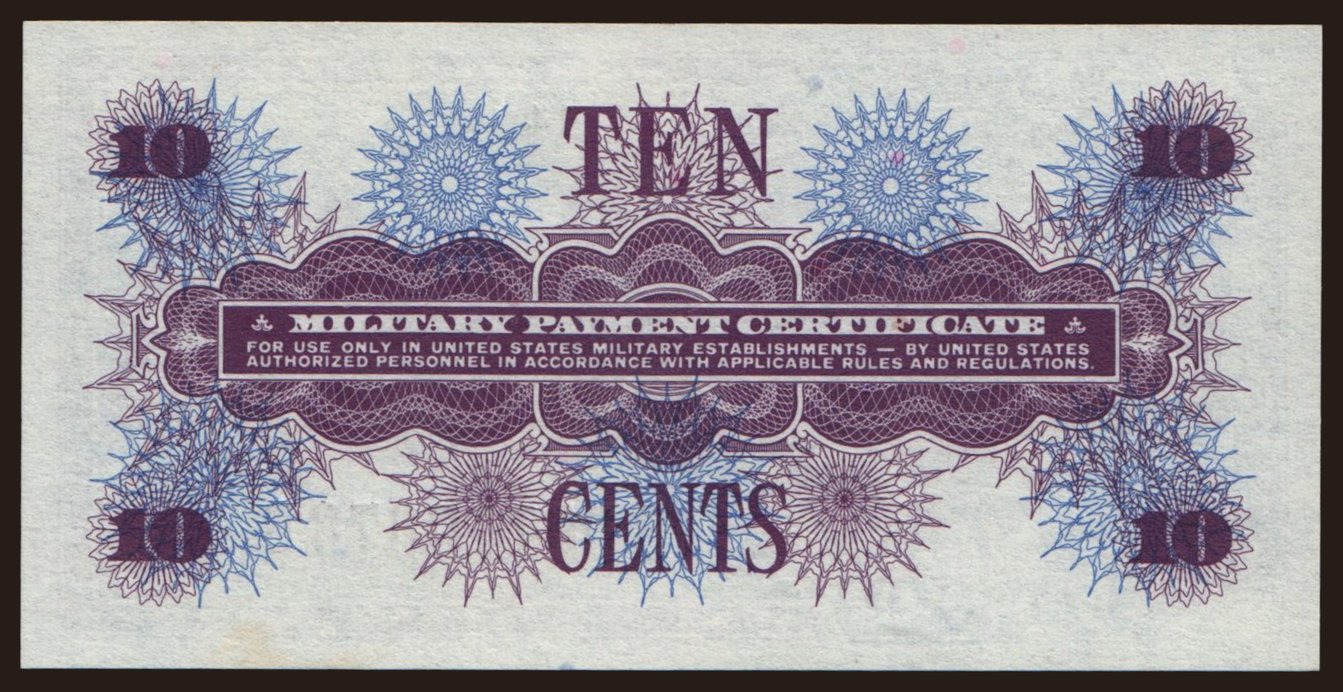 10 TEN 10
MILITARY PAYMENT CERTIFICATE
FOR USE ONLY IN UNITED STATES MILITARY ESTABLISHMENTS — BY UNITED STATES
AUTHORIZED PERSONNEL IN ACCORDANCE WITH APPLICABLE RULES AND REGULATIONS.
10 CENTS 10